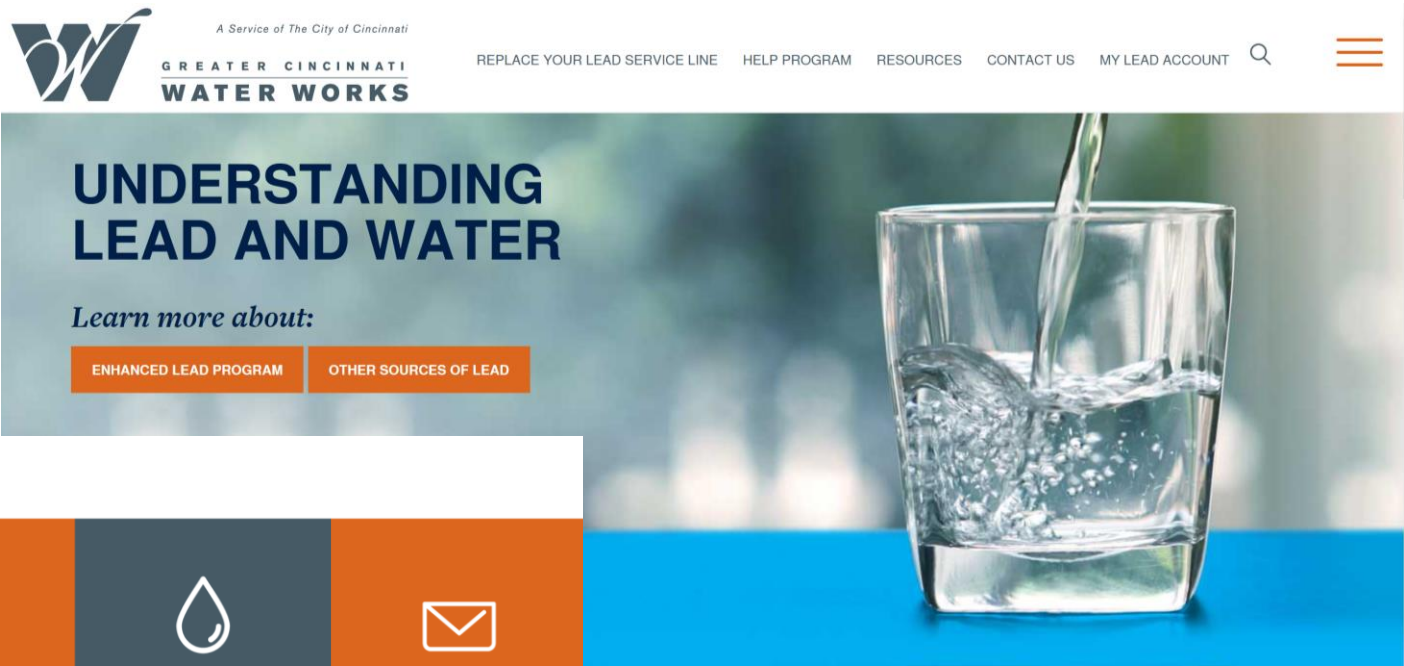 A Service of The City of Cincinnati
GREATER CINCINNATI
WATER WORKS
REPLACE YOUR LEAD SERVICE LINE HELP PROGRAM RESOURCES CONTACT US MY LEAD ACCOUNT
UNDERSTANDING
LEAD AND WATER
Learn more about:
ENHANCED LEAD PROGRAM OTHER SOURCES OF LEAD